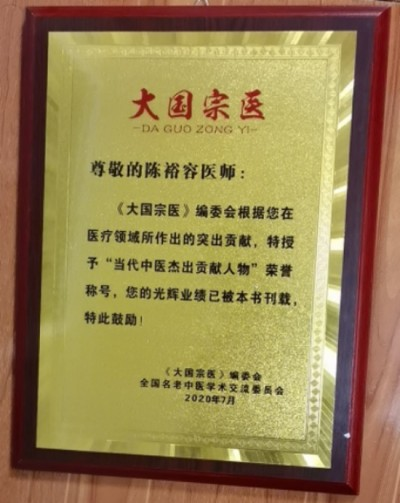 大国宗医
-DA GUO ZONG YI-
尊敬的陈裕容医师：
《大国宗医》编委会根据您在
医疗领域所作出的突出贡献，特授
予“当代中医杰出贡献人物”荣誉
称号，您的光辉业绩已被本书刊载，
特此鼓励！
《大国宗医》编委会
全国名老中医学术交流委员会
2020年7月